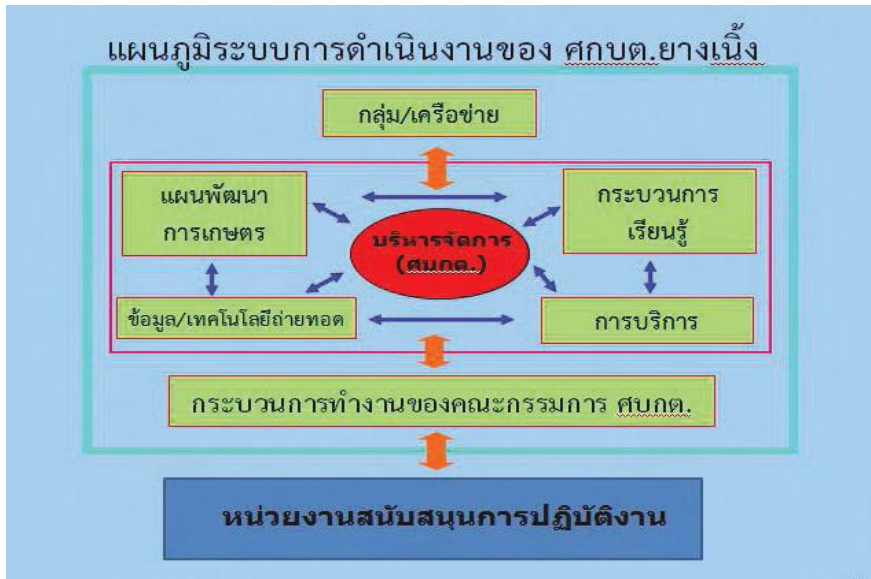 แผนภูมิระบบการดำเนินงานของ ศกบต.ยางเนิ้ง
กลุ่ม/เครือข่าย
แผนพัฒนา
การเกษตร
กระบวนการ
เรียนรู้
บริหารจัดการ
(ศบกต.)
ข้อมูล/เทคโนโลยีถ่ายทอด
การบริการ
กระบวนการทำงานของคณะกรรมการ ศบกต.
หน่วยงานสนับสนุนการปฏิบัติงาน